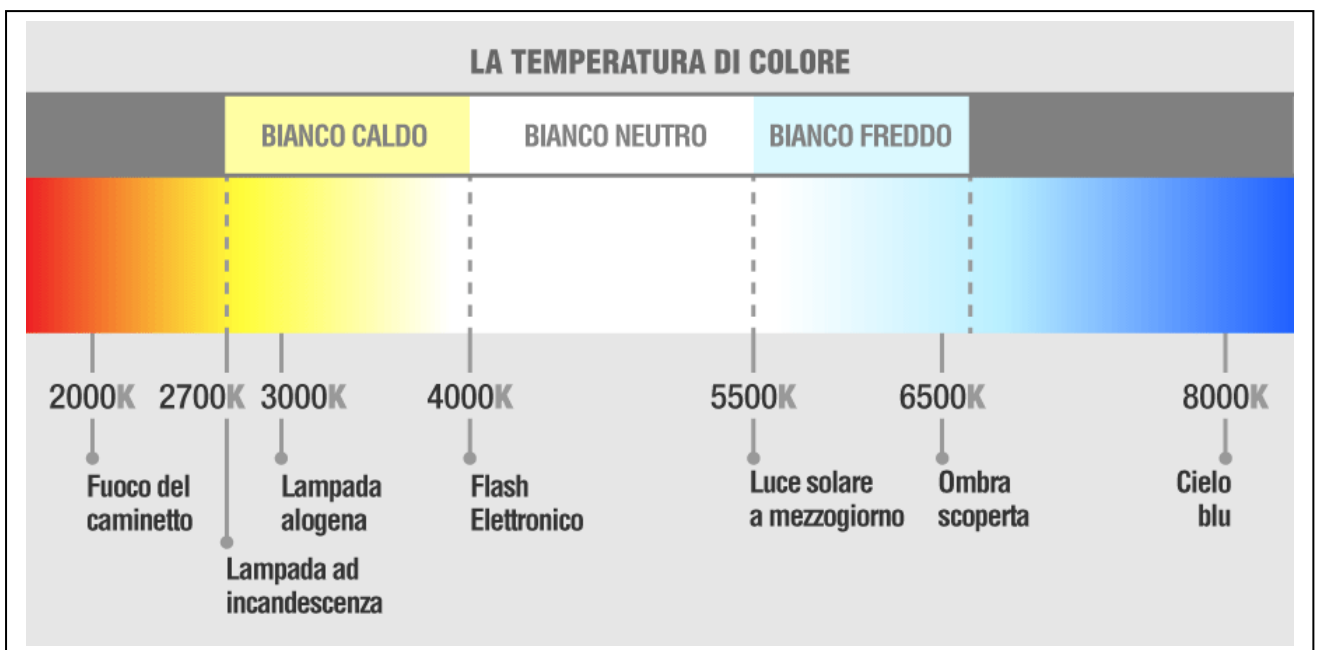 LA TEMPERATURA DI COLORE
BIANCO CALDO
BIANCO NEUTRO
BIANCO FREDDO
2000K
2700K
3000K
4000K
5500K
6500K
8000K
Fuoco del
caminetto
Lampada ad
incandescenza
Lampada
alogena
Flash
Elettronico
Luce solare
a mezzogiorno
Ombra
scoperta
Cielo
blu